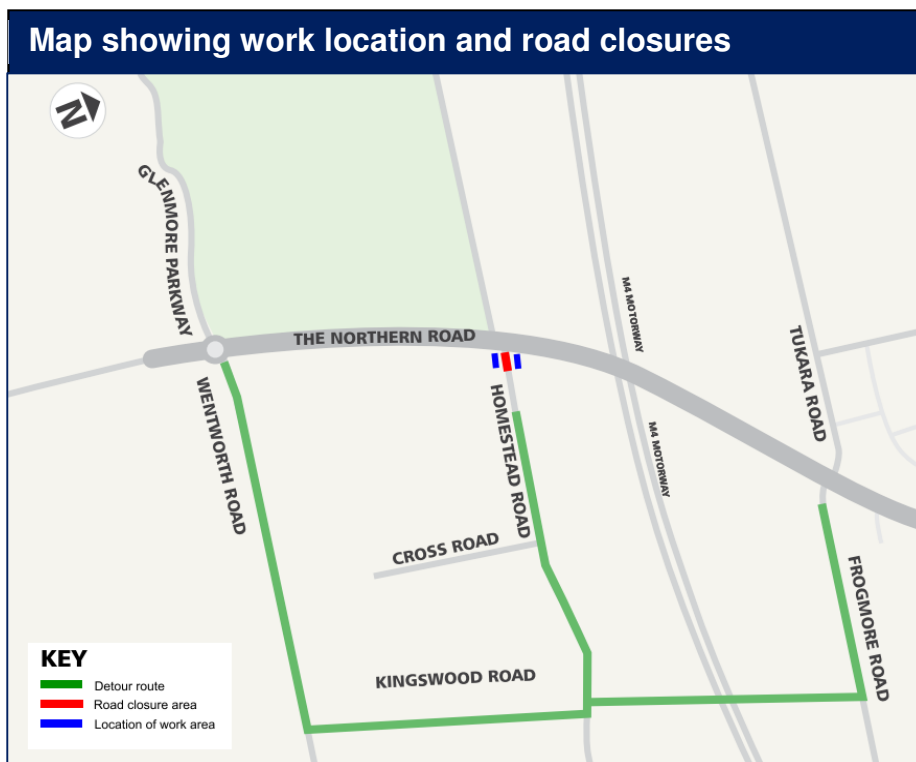 Map showing work location and road closures
N
GLENMORE PARKWAY
THE NORTHERN ROAD
M4 MOTORWAY
TUKARA ROAD
WENTWORTH ROAD
HOMESTEAD ROAD
M4 MOTORWAY
CROSS ROAD
FROGMORE ROAD
KINGSWOOD ROAD
KEY
Detour route
Road closure area
Location of work area